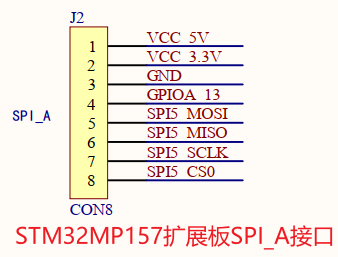 J2
1 VCC 5V
2 VCC 3.3V
3 GND
4 GPIOA 13
SPI_A
5 SPI5 MOSI
6 SPI5 MISO
7 SPI5 SCLK
8 SPI5 CS0
CON8
STM32MP157扩展板SPI_A接口